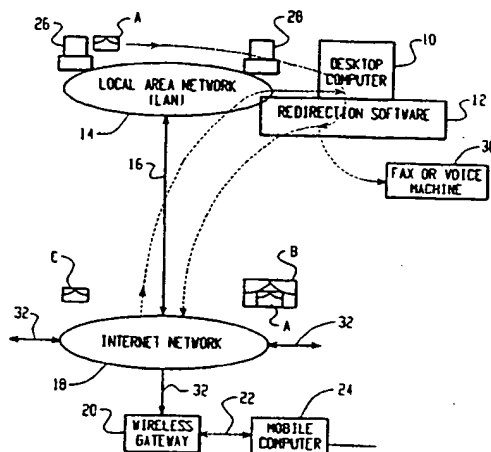 26
A
28
10
DESKTOP
COMPUTER
LOCAL AREA NETWORK
(LAN)
REDIRECTION SOFTWARE
12
14
16
30
FAX OR VOICE
MACHINE
C
B
A
32
32
INTERNET NETWORK
18
32
20
22
24
WIRELESS
GATEWAY
MOBILE
COMPUTER